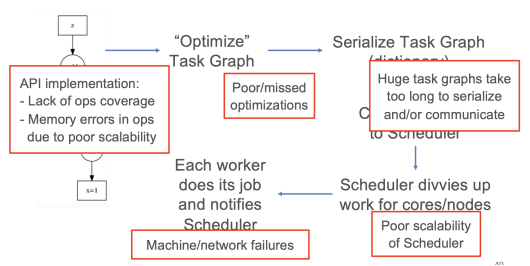 z
"Optimize"
Task Graph
Serialize Task Graph
(dictionary)
API implementation:
- Lack of ops coverage
- Memory errors in ops
due to poor scalability
Poor/missed
optimizations
Huge task graphs take
too long to serialize
and/or communicate
C
to Scheduler
x=1
Each worker
does its job
and notifies
Scheduler
Scheduler divvies up
work for cores/nodes
Machine/network failures
Poor scalability
of Scheduler